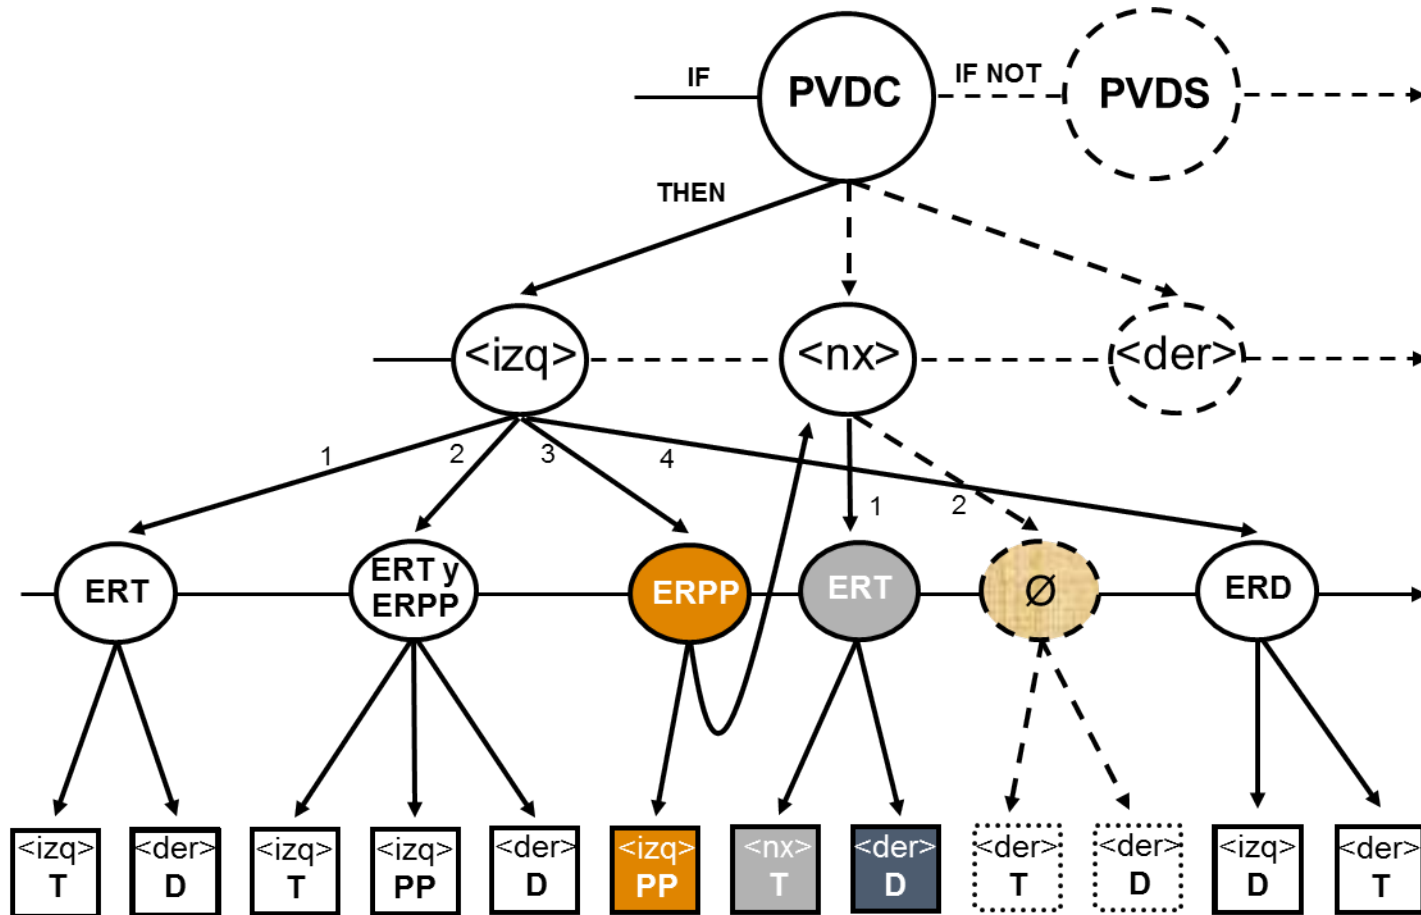 IF
PVDC
IF NOT
PVDS
THEN
<izq>
<nx>
<der>
1
2
3
4
1
2
ERT
ERT y
ERPP
ERPP
ERT
Ø
ERD
<izq>
T
<der>
D
<izq>
T
<izq>
PP
<der>
D
<izq>
PP
<nx>
T
<der>
D
<der>
T
<der>
D
<izq>
D
<der>
T